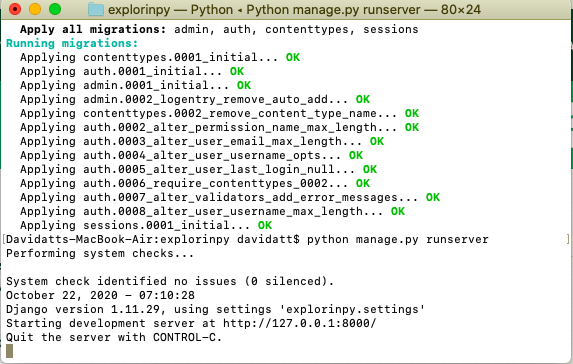 explorinpy — Python ◂ Python manage.py runserver — 80×24
Apply all migrations: admin, auth, contenttypes, sessions
Running migrations:
Applying contenttypes.0001_initial... OK
Applying auth.0001_initial... OK
Applying admin.0001_initial... OK
Applying admin.0002_logentry_remove_auto_add... OK
Applying contenttypes.0002_remove_content_type_name... OK
Applying auth.0002_alter_permission_name_max_length... OK
Applying auth.0003_alter_user_email_max_length... OK
Applying auth.0004_alter_user_username_opts... OK
Applying auth.0005_alter_user_last_login_null... OK
Applying auth.0006_require_contenttypes_0002... OK
Applying auth.0007_alter_validators_add_error_messages... OK
Applying auth.0008_alter_user_username_max_length... OK
Applying sessions.0001_initial... OK
[Davidatts-MacBook-Air:explorinpy davidatt$ python manage.py runserver ]
Performing system checks...
System check identified no issues (0 silenced).
October 22, 2020 - 07:10:28
Django version 1.11.29, using settings 'explorinpy.settings'
Starting development server at http://127.0.0.1:8000/
Quit the server with CONTROL-C.